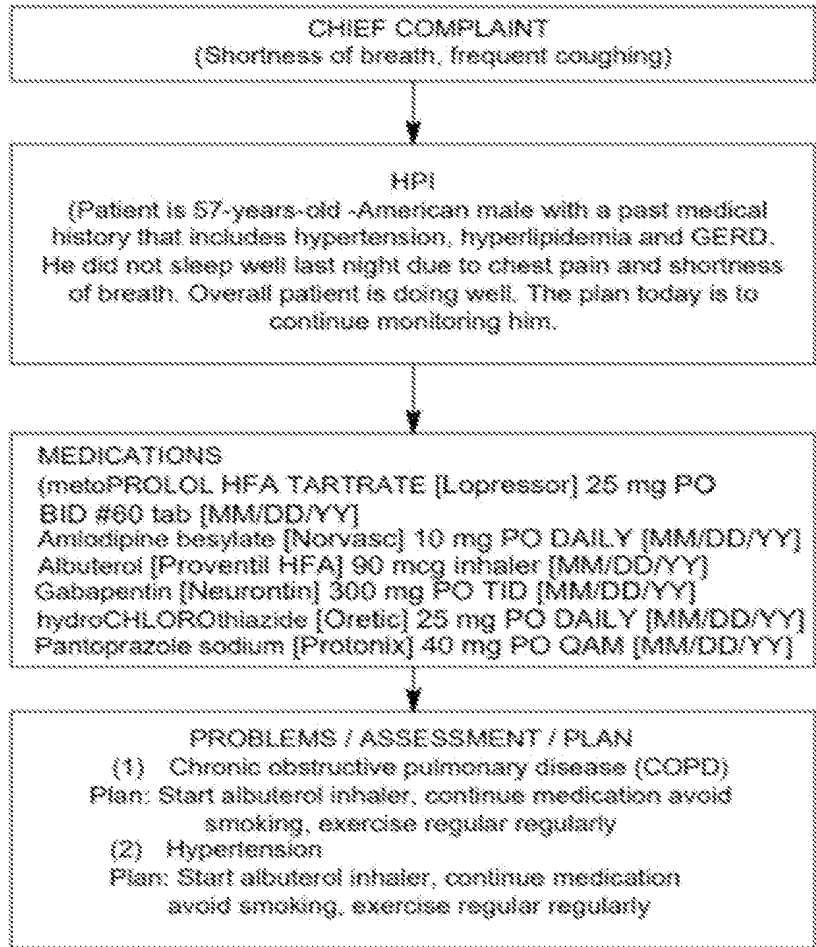 CHIEF COMPLAINT
(Shortness of breath, frequent coughing)
HPI
(Patient is 57-years-old -American male with a past medical
history that includes hypertension, hyperlipidemia and GERD.
He did not sleep well last night due to chest pain and shortness
of breath. Overall patient is doing well. The plan today is to
continue monitoring him.
MEDICATIONS
(metoPROLOL HFA TARTRATE [Lopressor] 25 mg PO
BID #60 tab [MM/DD/YY]
Amlodipine besylate [Norvasc] 10 mg PO DAILY [MM/DD/YY]
Albuterol [Proventil HFA] 90 mcg inhaler [MM/DD/YY]
Gabapentin [Neurontin] 300 mg PO TID [MM/DD/YY]
hydroCHLOROthiazide [Oretic] 25 mg PO DAILY [MM/DD/YY]
Pantoprazole sodium [Protonix] 40 mg PO QAM [MM/DD/YY]
PROBLEMS / ASSESSMENT / PLAN
(1) Chronic obstructive pulmonary disease (COPD)
Plan: Start albuterol inhaler, continue medication avoid
smoking, exercise regular regularly
(2) Hypertension
Plan: Start albuterol inhaler, continue medication
avoid smoking, exercise regular regularly